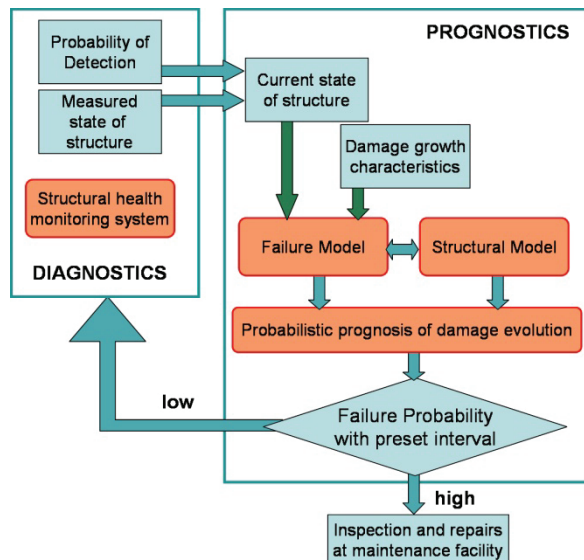 PROGNOSTICS
Probability of
Detection
Measured
state of
structure
Structural health
monitoring system
DIAGNOSTICS
Current state
of structure
Damage growth
characteristics
Failure Model
Structural Model
Probabilistic prognosis of damage evolution
low
Failure Probability
with preset interval
high
Inspection and repairs
at maintenance facility